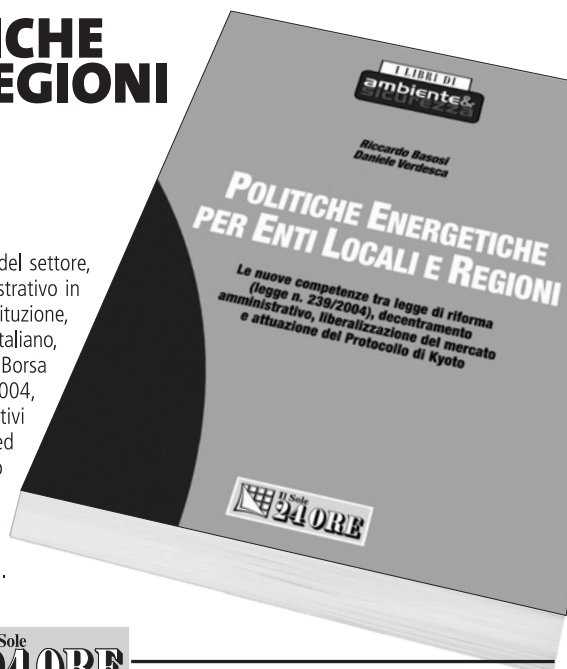 ICHE
EGIONI
del settore,
strativo in
ituzione,
taliano,
Borsa
004,
tivi
ed
o
.
I LIBRI DI
ambiente&
sicurezza
Riccardo Basosi
Daniele Verdesca
POLITICHE ENERGETICHE
PER ENTI LOCALI E REGIONI
Le nuove competenze tra legge di riforma
(legge n. 239/2004), decentramento
amministrativo, liberalizzazione del mercato
e attuazione del Protocollo di Kyoto
Il Sole
24 ORE
Sole
24 ORE